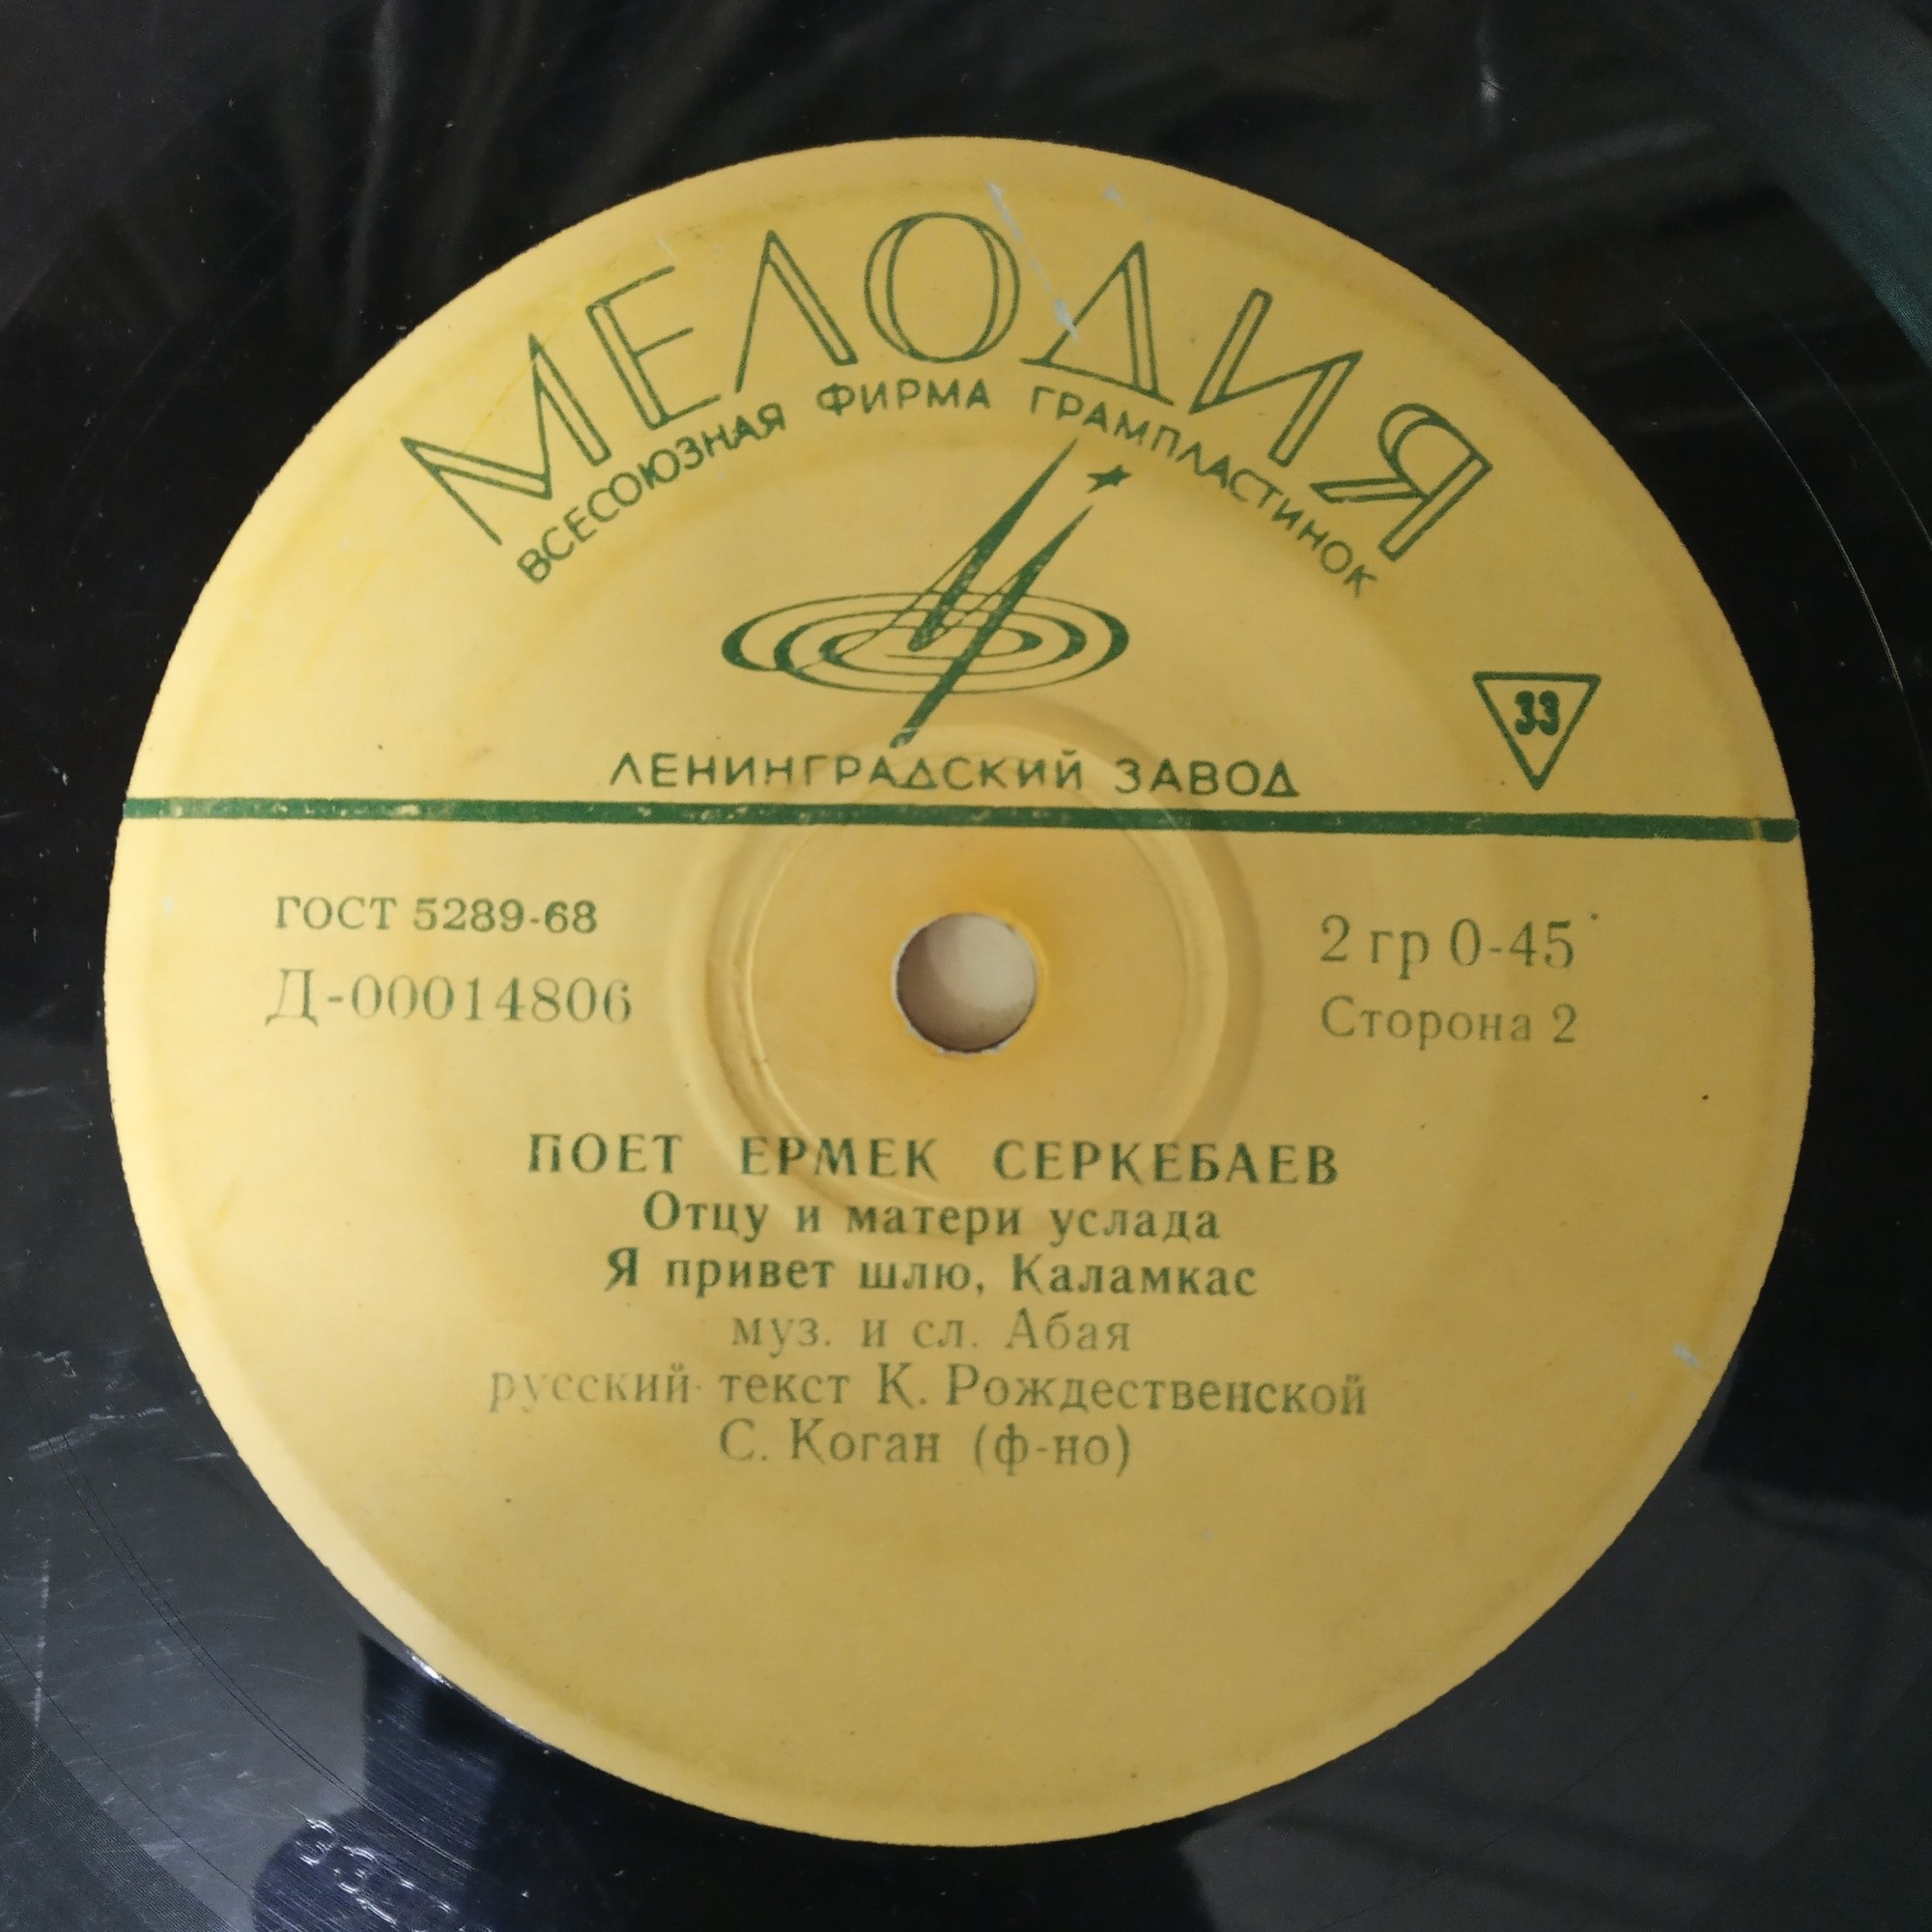 МЕЛОДИЯ
ВСЕСОЮЗНАЯ ФИРМА ГРАМПЛАСТИНОК
33
ЛЕНИНГРАДСКИЙ ЗАВОД
ГОСТ 5289-68
Д-00014806
2 гр 0-45
Сторона 2
ПОЕТ ЕРМЕК СЕРКЕБАЕВ
Отцу и матери услада
Я привет шлю, Каламкас
муз. и сл. Абая
русский текст К. Рождественской
С. Коган (ф-но)